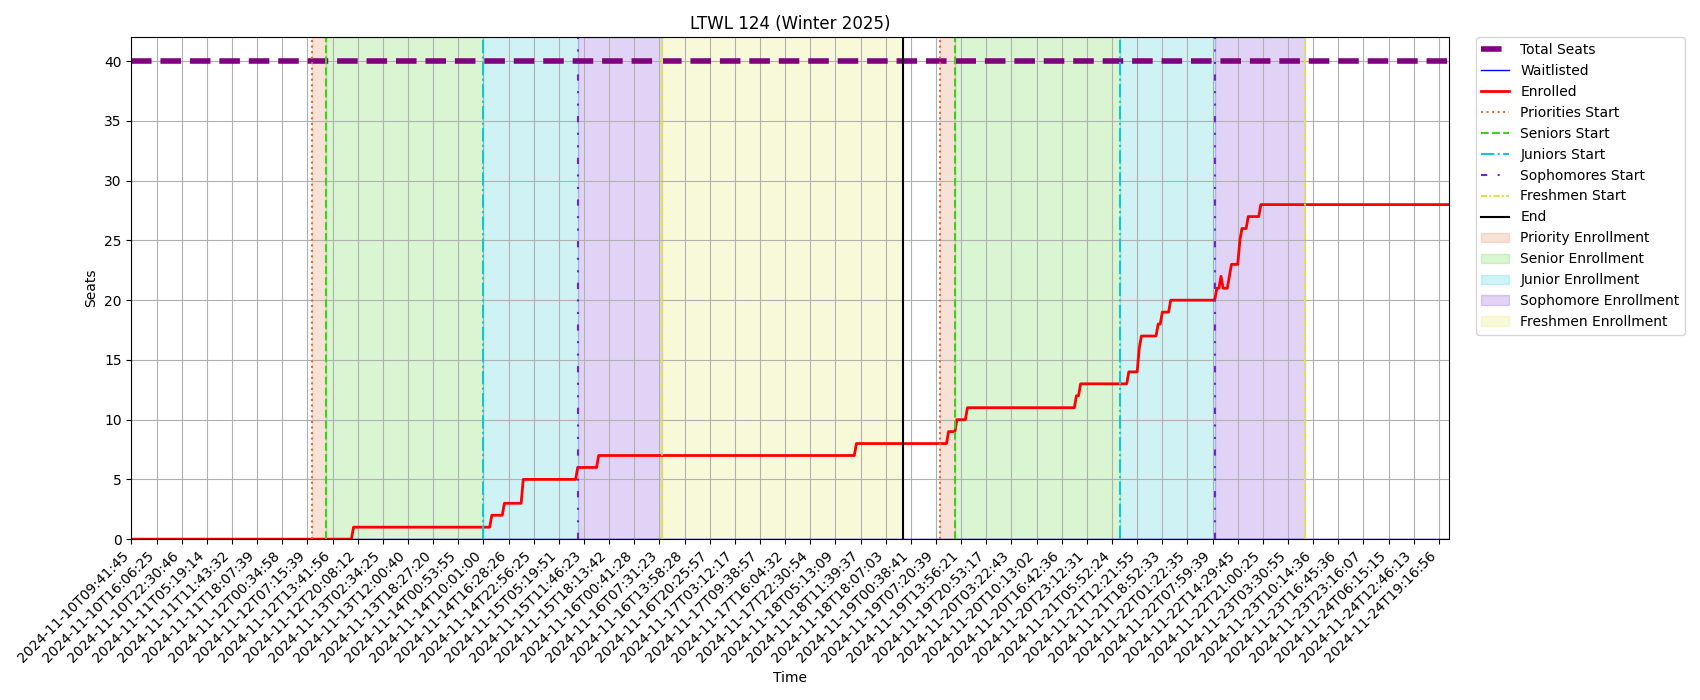 LTWL 124 (Winter 2025)
Seats
40
35
30
25
20
15
10
5
0
2024-11-10T09:41:45
2024-11-10T16:06:25
2024-11-10T22:30:46
2024-11-11T05:19:14
2024-11-11T11:43:32
2024-11-11T18:07:39
2024-11-12T00:34:58
2024-11-12T07:15:39
2024-11-12T13:41:56
2024-11-12T20:08:12
2024-11-13T02:34:25
2024-11-13T12:00:40
2024-11-13T18:27:20
2024-11-14T00:53:55
2024-11-14T10:01:00
2024-11-14T16:28:26
2024-11-14T22:56:25
2024-11-15T05:19:51
2024-11-15T11:46:23
2024-11-15T18:13:42
2024-11-16T00:41:28
2024-11-16T07:31:23
2024-11-16T13:58:28
2024-11-16T20:25:57
2024-11-17T03:12:17
2024-11-17T09:38:57
2024-11-17T16:04:32
2024-11-17T22:30:54
2024-11-18T05:13:09
2024-11-18T11:39:37
2024-11-18T18:07:03
2024-11-19T00:38:41
2024-11-19T07:20:39
2024-11-19T13:56:21
2024-11-19T20:53:17
2024-11-20T03:22:43
2024-11-20T10:13:02
2024-11-20T16:42:36
2024-11-20T23:12:31
2024-11-21T05:52:24
2024-11-21T12:21:55
2024-11-21T18:52:33
2024-11-22T01:22:35
2024-11-22T07:59:39
2024-11-22T14:29:45
2024-11-22T21:00:25
2024-11-23T03:30:55
2024-11-23T10:14:36
2024-11-23T16:45:36
2024-11-23T23:16:07
2024-11-24T06:15:15
2024-11-24T12:46:13
2024-11-24T19:16:56
Time
Total Seats
Waitlisted
Enrolled
Priorities Start
Seniors Start
Juniors Start
Sophomores Start
Freshmen Start
End
Priority Enrollment
Senior Enrollment
Junior Enrollment
Sophomore Enrollment
Freshmen Enrollment